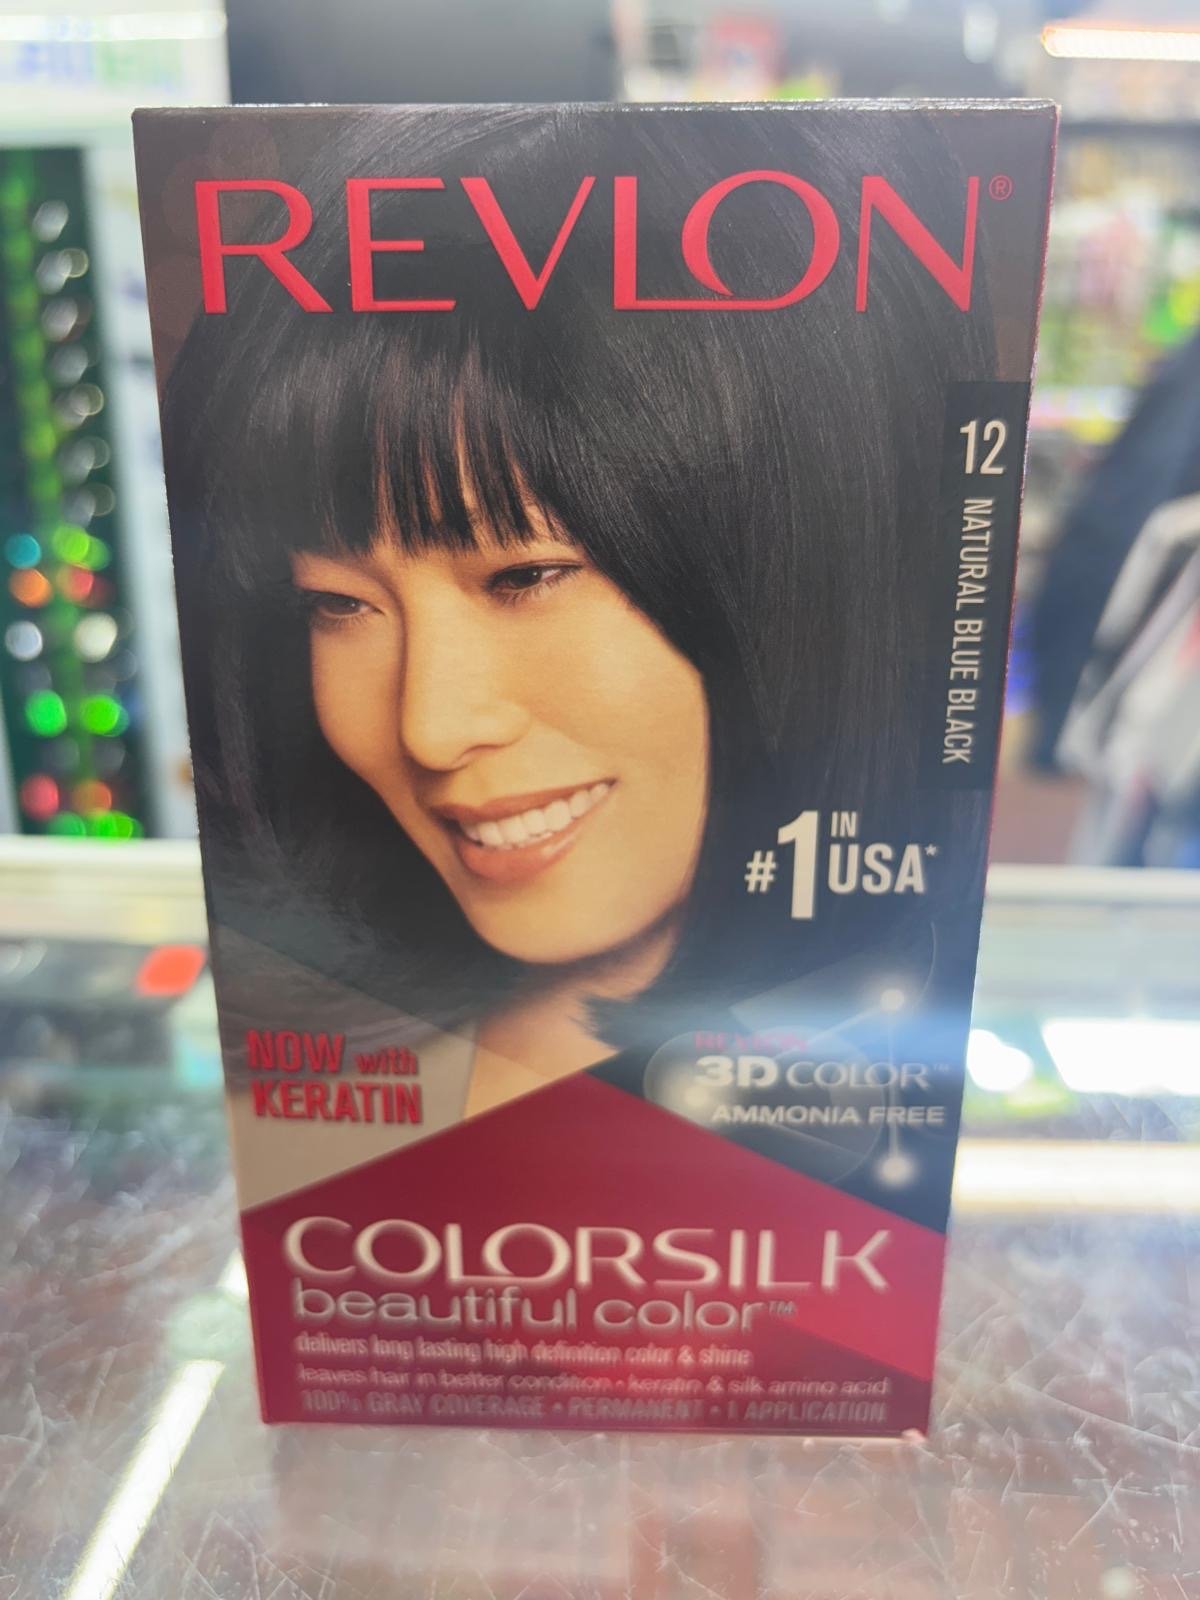 REVLON®
12 NATURAL BLUE BLACK
#1 IN USA*
NOW with
KERATIN
REVLON
3D COLOR™
AMMONIA FREE
COLORSILK
beautiful color™
delivers long lasting high definition color & shine
leaves hair in better condition • keratin & silk amino acid
100% GRAY COVERAGE • PERMANENT • 1 APPLICATION